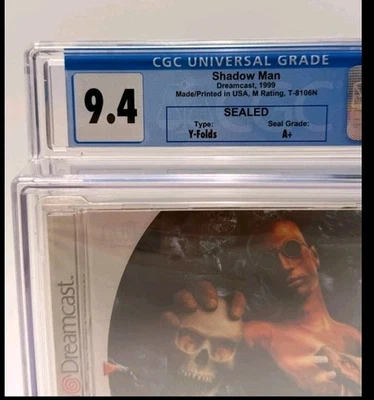 CGC UNIVERSAL GRADE
9.4
Shadow Man
Dreamcast, 1999
Made/Printed in USA, M Rating, T-8106N
SEALED
Type: Seal Grade:
Y-Folds A+
Dreamcast.